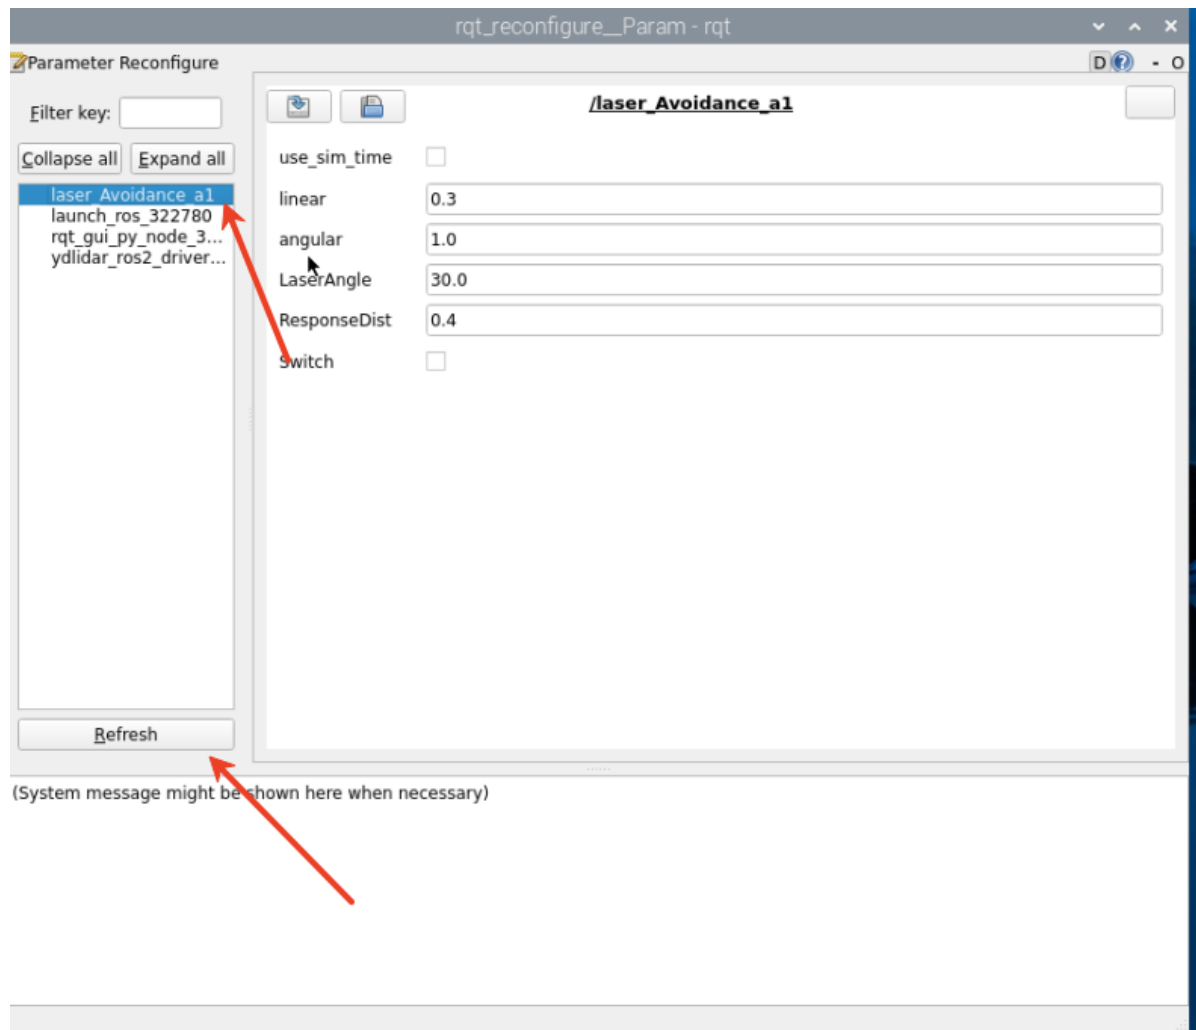 rqt_reconfigure__Param - rqt
Parameter Reconfigure
D ? - O
Filter key:
Collapse all Expand all
laser_Avoidance_a1
launch_ros_322780
rqt_gui_py_node_3...
ydlidar_ros2_driver...
Refresh
/laser_Avoidance_a1
use_sim_time
linear 0.3
angular 1.0
LaserAngle 30.0
ResponseDist 0.4
Switch
(System message might be shown here when necessary)